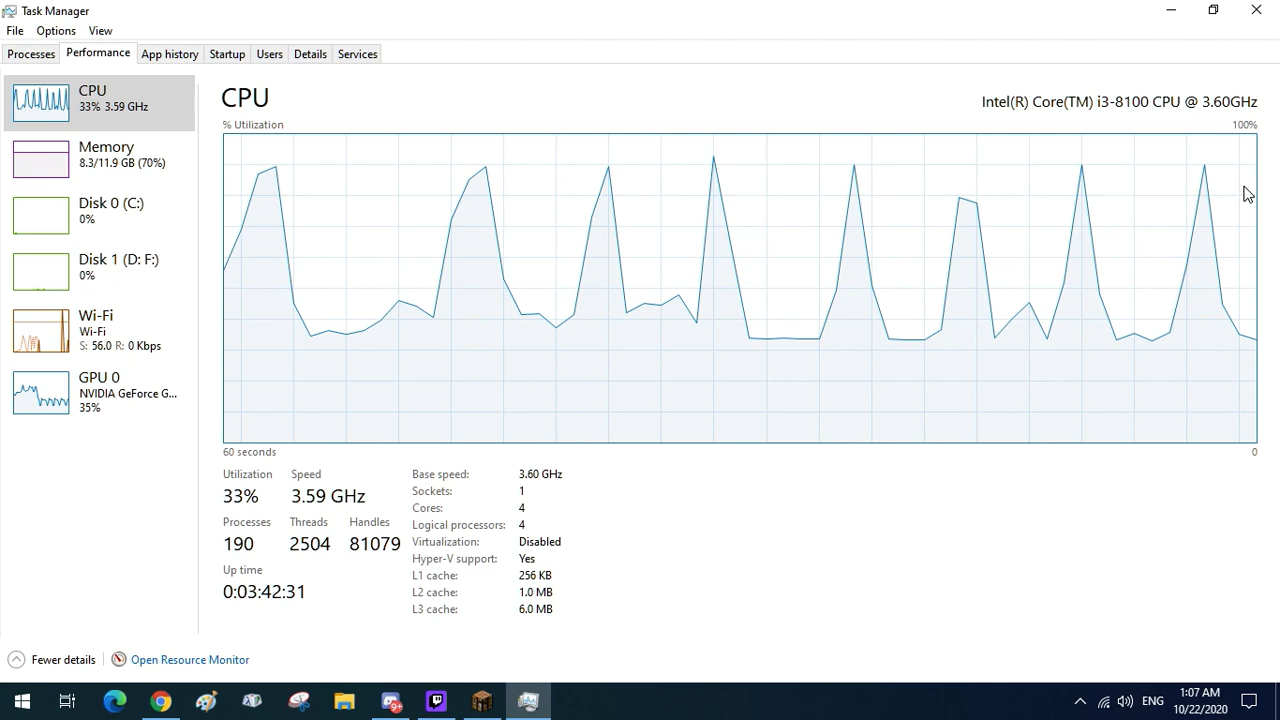 Task Manager
File Options View
Processes Performance App history Startup Users Details Services
CPU
33% 3.59 GHz
Memory
8.3/11.9 GB (70%)
Disk 0 (C:)
0%
Disk 1 (D: F:)
0%
Wi-Fi
Wi-Fi
S: 56.0 R: 0 Kbps
GPU 0
NVIDIA GeForce G...
35%
CPU
Intel(R) Core(TM) i3-8100 CPU @ 3.60GHz
% Utilization 100%
60 seconds 0
Utilization Speed
33% 3.59 GHz
Processes Threads Handles
190 2504 81079
Up time
0:03:42:31
Base speed: 3.60 GHz
Sockets: 1
Cores: 4
Logical processors: 4
Virtualization: Disabled
Hyper-V support: Yes
L1 cache: 256 KB
L2 cache: 1.0 MB
L3 cache: 6.0 MB
Fewer details Open Resource Monitor
9+
ENG
1:07 AM
10/22/2020